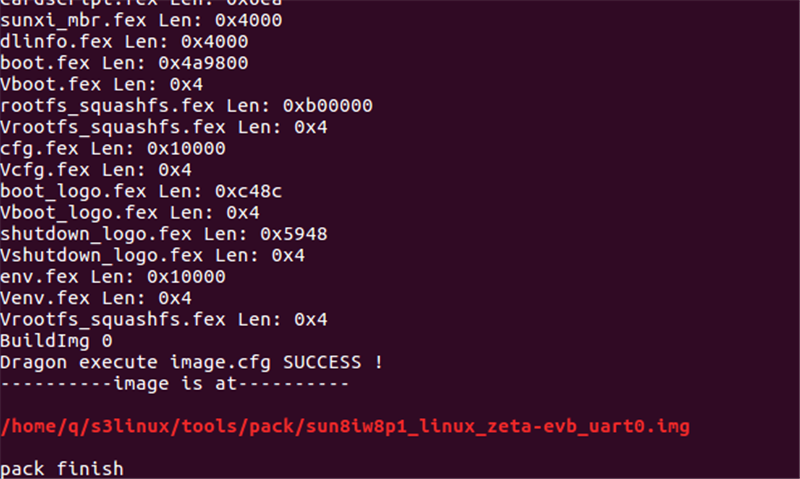 cardscript.fex Len: 0x6ea
sunxi_mbr.fex Len: 0x4000
dlinfo.fex Len: 0x4000
boot.fex Len: 0x4a9800
Vboot.fex Len: 0x4
rootfs_squashfs.fex Len: 0xb00000
Vrootfs_squashfs.fex Len: 0x4
cfg.fex Len: 0x10000
Vcfg.fex Len: 0x4
boot_logo.fex Len: 0xc48c
Vboot_logo.fex Len: 0x4
shutdown_logo.fex Len: 0x5948
Vshutdown_logo.fex Len: 0x4
env.fex Len: 0x10000
Venv.fex Len: 0x4
Vrootfs_squashfs.fex Len: 0x4
BuildImg 0
Dragon execute image.cfg SUCCESS !
----------image is at----------
/home/q/s3linux/tools/pack/sun8iw8p1_linux_zeta-evb_uart0.img
pack finish